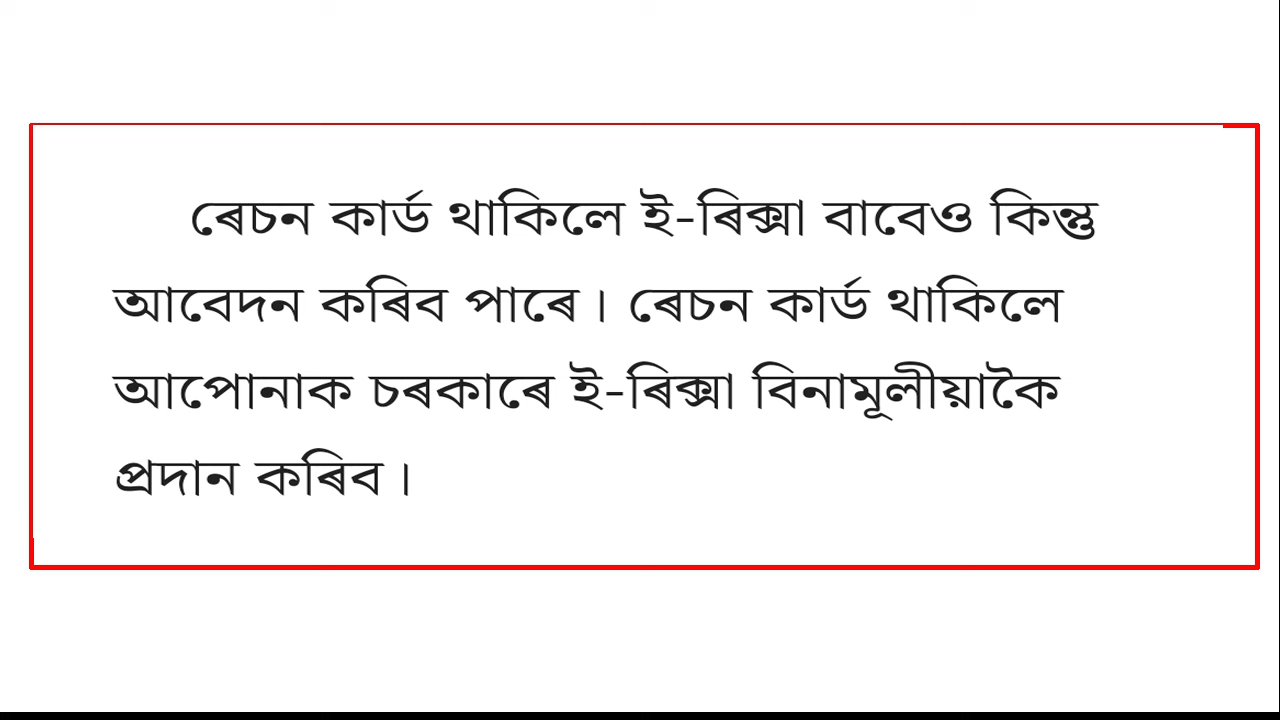 ৰেচন কাৰ্ড থাকিলে ই-ৰিক্সা বাবেও কিন্তু
আবেদন কৰিব পাৰে। ৰেচন কাৰ্ড থাকিলে
আপোনাক চৰকাৰে ই-ৰিক্সা বিনামূলীয়াকৈ
প্ৰদান কৰিব।